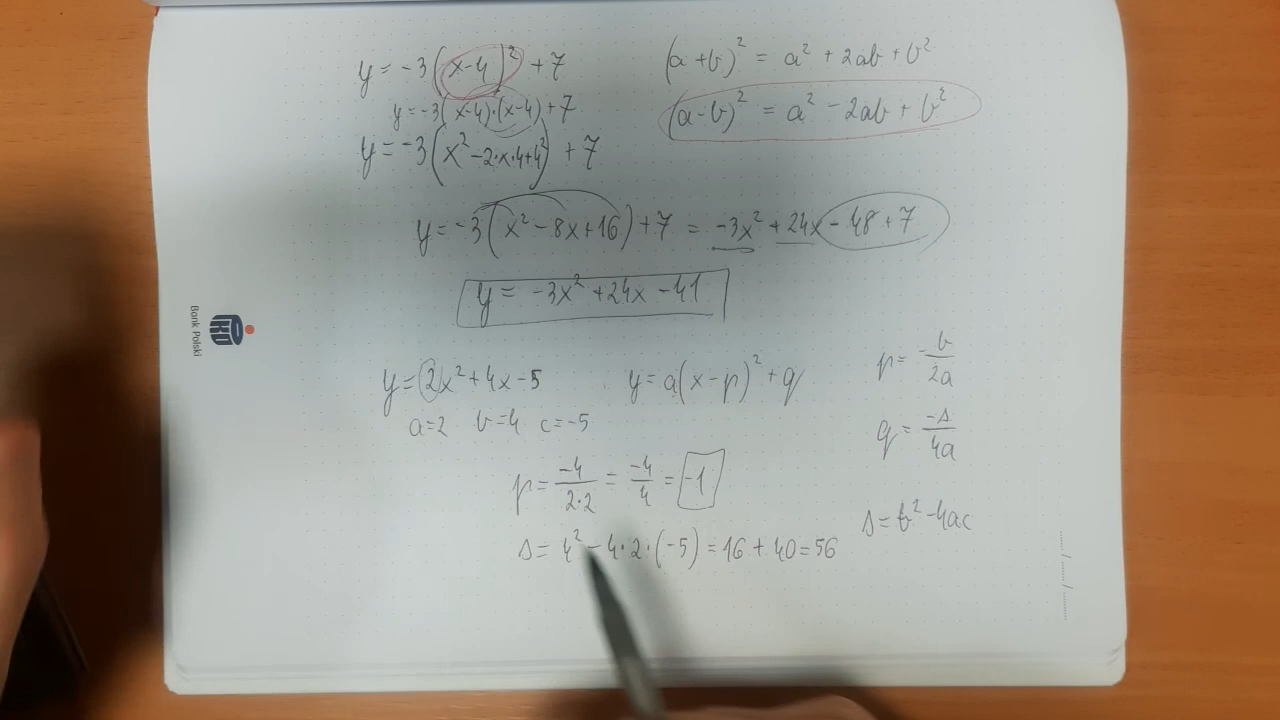 y = -3(x-4)² + 7
(a+b)² = a² + 2ab + b²
y = -3(x-4)·(x-4) + 7
(a-b)² = a² - 2ab + b²
y = -3(x² - 2·x·4 + 4²) + 7
y = -3(x² - 8x + 16) + 7 = -3x² + 24x - 48 + 7
y = -3x² + 24x - 41
Bank Polski
y = 2x² + 4x - 5
y = a(x-p)² + q
p = -b/2a
a=2 b=4 c=-5
q = -Δ/4a
p = -4/2·2 = -4/4 = -1
Δ = b² - 4ac
Δ = 4² - 4·2·(-5) = 16 + 40 = 56